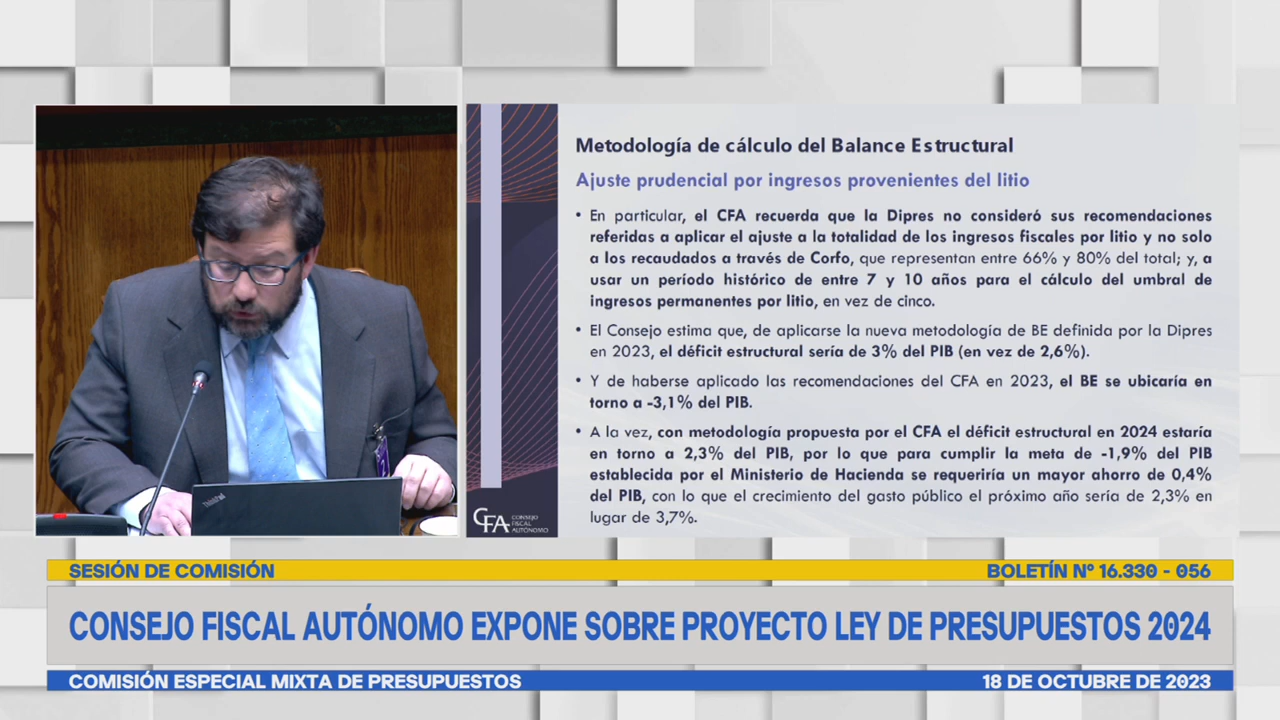 Metodología de cálculo del Balance Estructural
Ajuste prudencial por ingresos provenientes del litio
• En particular, el CFA recuerda que la Dipres no consideró sus recomendaciones
referidas a aplicar el ajuste a la totalidad de los ingresos fiscales por litio y no solo
a los recaudados a través de Corfo, que representan entre 66% y 80% del total; y, a
usar un período histórico de entre 7 y 10 años para el cálculo del umbral de
ingresos permanentes por litio, en vez de cinco.
• El Consejo estima que, de aplicarse la nueva metodología de BE definida por la Dipres
en 2023, el déficit estructural sería de 3% del PIB (en vez de 2,6%).
• Y de haberse aplicado las recomendaciones del CFA en 2023, el BE se ubicaría en
torno a -3,1% del PIB.
• A la vez, con metodología propuesta por el CFA el déficit estructural en 2024 estaría
en torno a 2,3% del PIB, por lo que para cumplir la meta de -1,9% del PIB
establecida por el Ministerio de Hacienda se requeriría un mayor ahorro de 0,4%
del PIB, con lo que el crecimiento del gasto público el próximo año sería de 2,3% en
lugar de 3,7%.
CFA CONSEJO
FISCAL
AUTÓNOMO
ThinkPad
SESIÓN DE COMISIÓN
BOLETÍN Nº 16.330 - 056
CONSEJO FISCAL AUTÓNOMO EXPONE SOBRE PROYECTO LEY DE PRESUPUESTOS 2024
COMISIÓN ESPECIAL MIXTA DE PRESUPUESTOS
18 DE OCTUBRE DE 2023